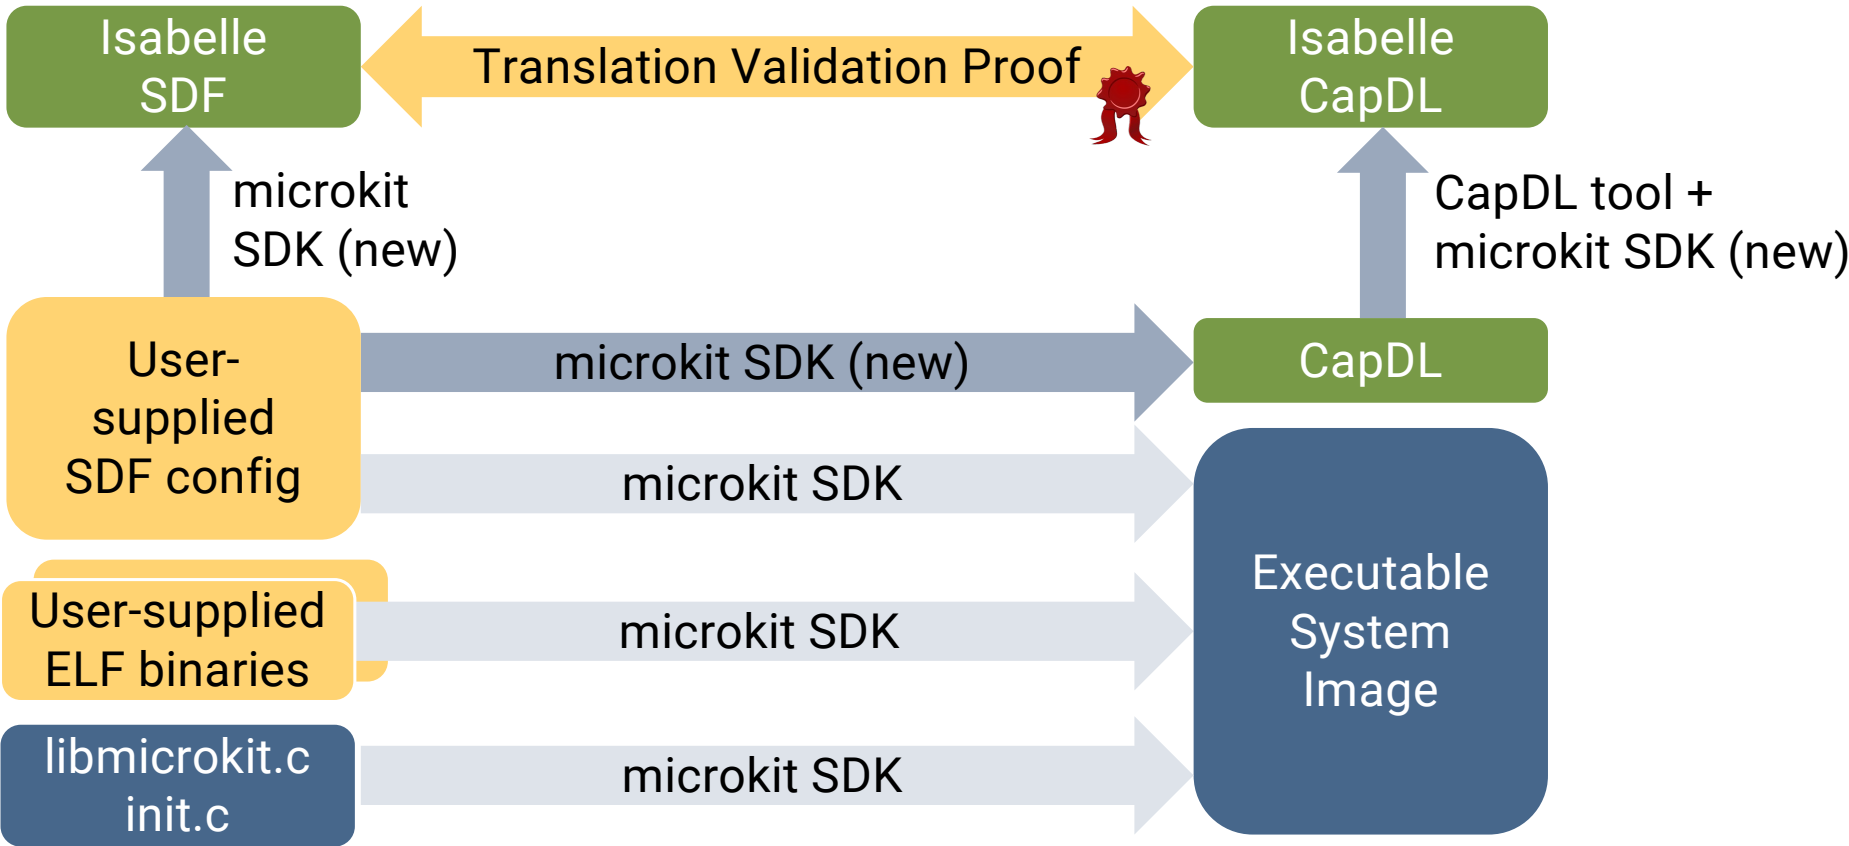 Isabelle
SDF
Translation Validation Proof
Isabelle
CapDL
microkit
SDK (new)
CapDL tool +
microkit SDK (new)
User-
supplied
SDF config
microkit SDK (new)
CapDL
microkit SDK
User-supplied
ELF binaries
microkit SDK
Executable
System
Image
libmicrokit.c
init.c
microkit SDK